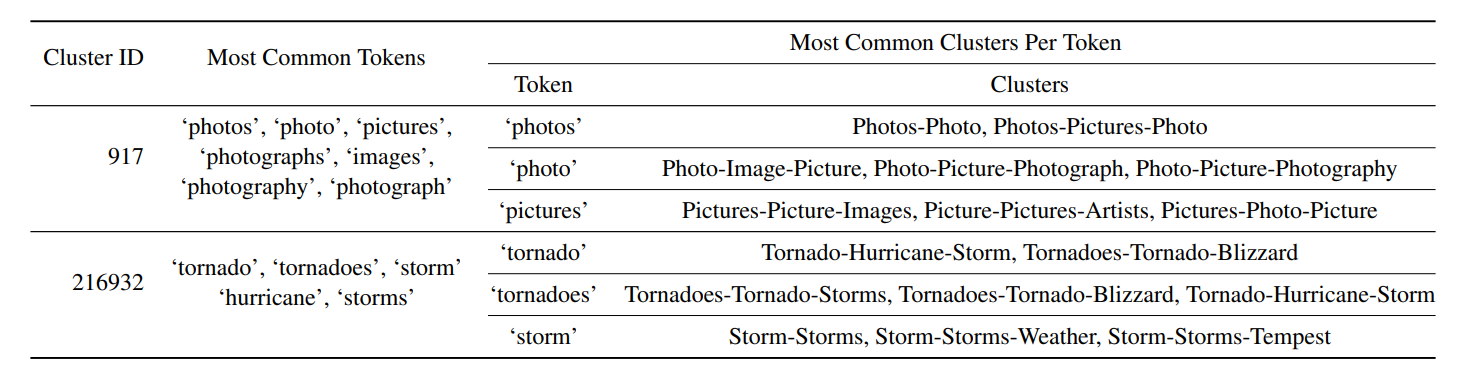 Cluster ID Most Common Tokens Most Common Clusters Per Token
Token Clusters
917 ‘photos’, ‘photo’, ‘pictures’,
‘photographs’, ‘images’,
‘photography’, ‘photograph’
‘photos’ Photos-Photo, Photos-Pictures-Photo
‘photo’ Photo-Image-Picture, Photo-Picture-Photograph, Photo-Picture-Photography
‘pictures’ Pictures-Picture-Images, Picture-Pictures-Artists, Pictures-Photo-Picture
216932 ‘tornado’, ‘tornadoes’, ‘storm’
‘hurricane’, ‘storms’
‘tornado’ Tornado-Hurricane-Storm, Tornadoes-Tornado-Blizzard
‘tornadoes’ Tornadoes-Tornado-Storms, Tornadoes-Tornado-Blizzard, Tornado-Hurricane-Storm
‘storm’ Storm-Storms, Storm-Storms-Weather, Storm-Storms-Tempest